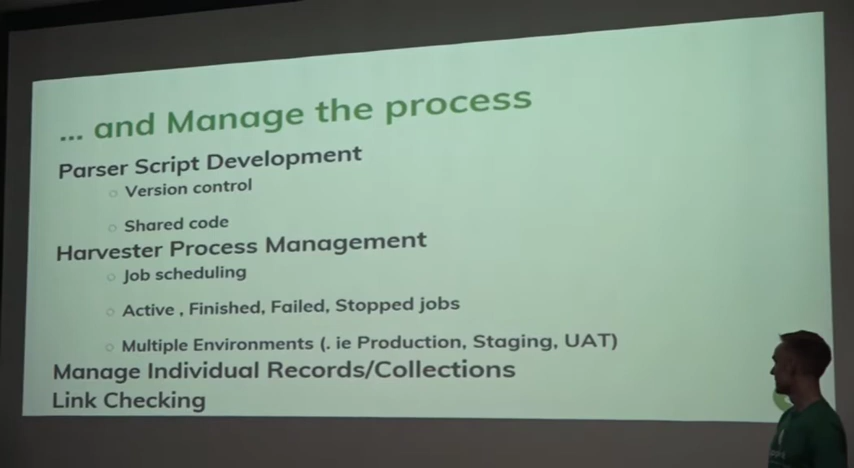 ... and Manage the process
Parser Script Development
Version control
Shared code
Harvester Process Management
Job scheduling
Active , Finished, Failed, Stopped jobs
Multiple Environments (. ie Production, Staging, UAT)
Manage Individual Records/Collections
Link Checking